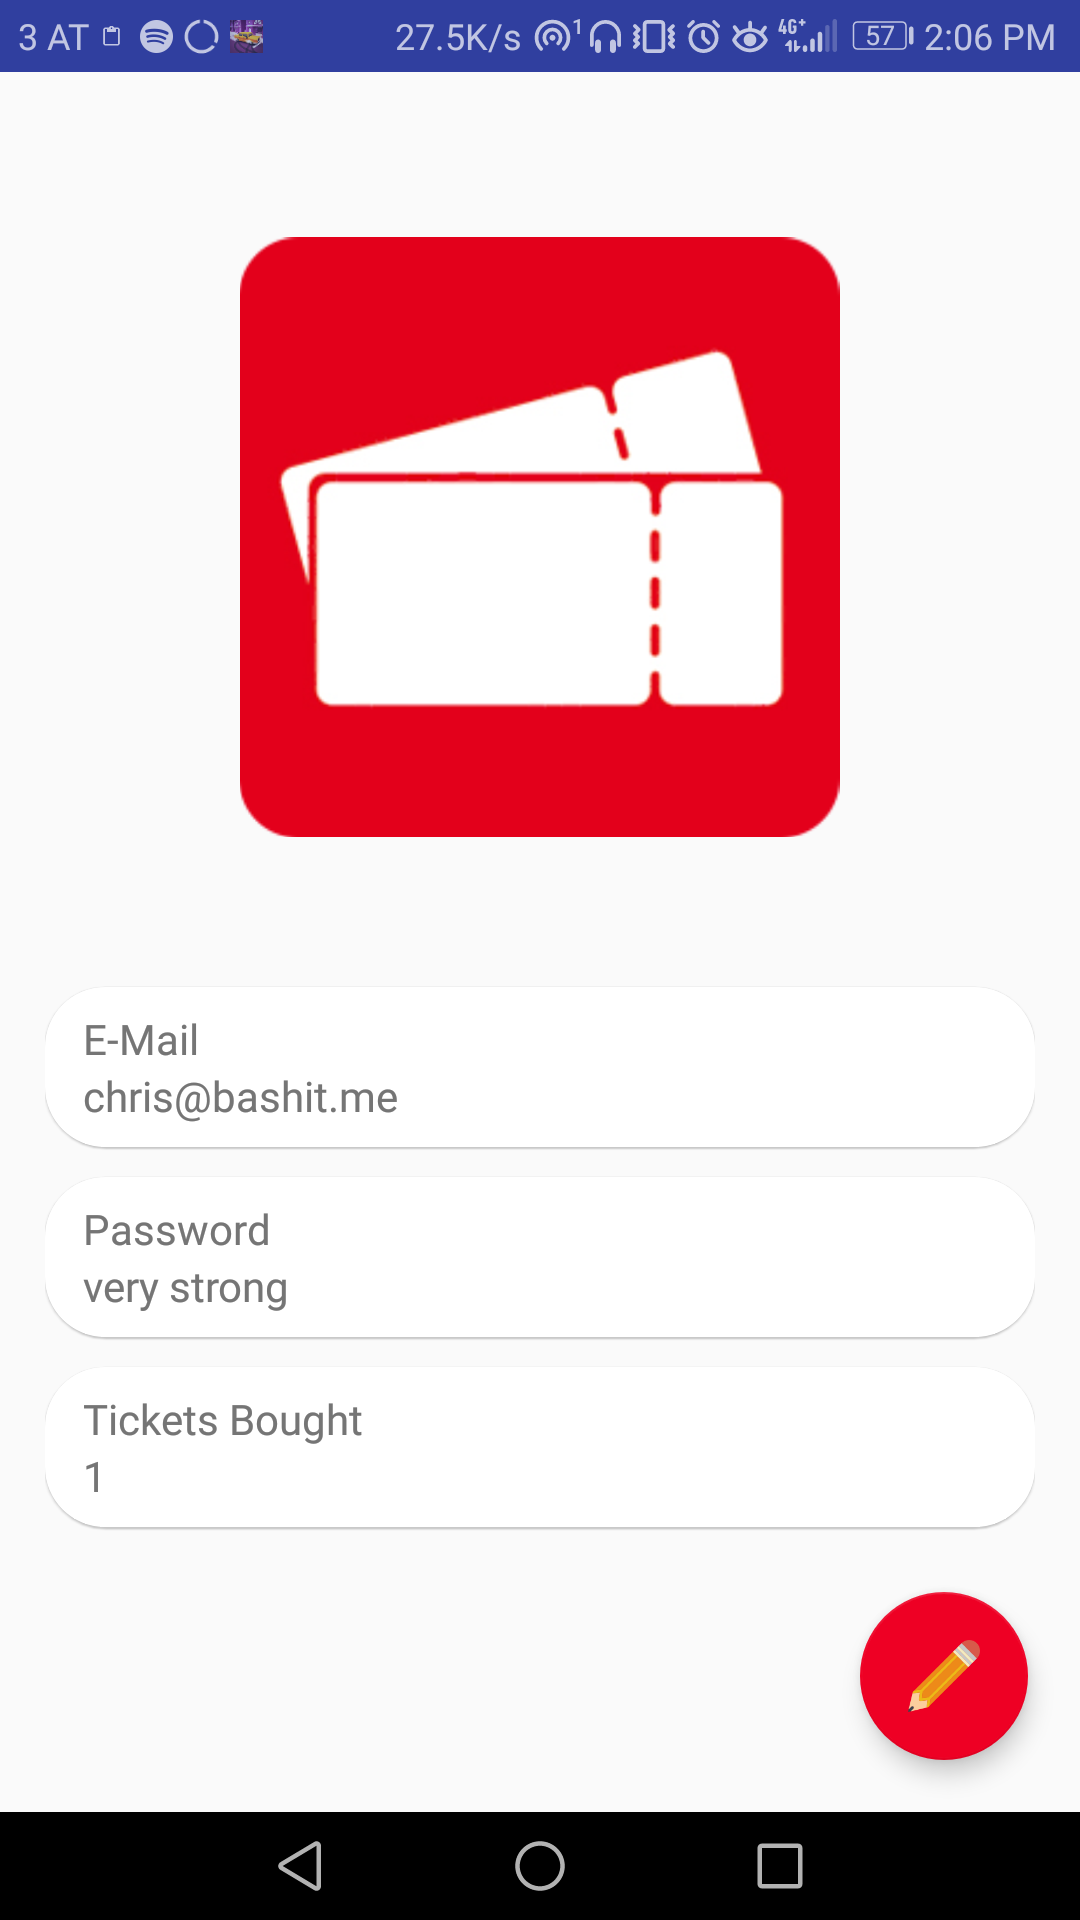 3 AT 27.5K/s 1 4G+ 57 2:06 PM
E-Mail
chris@bashit.me
Password
very strong
Tickets Bought
1